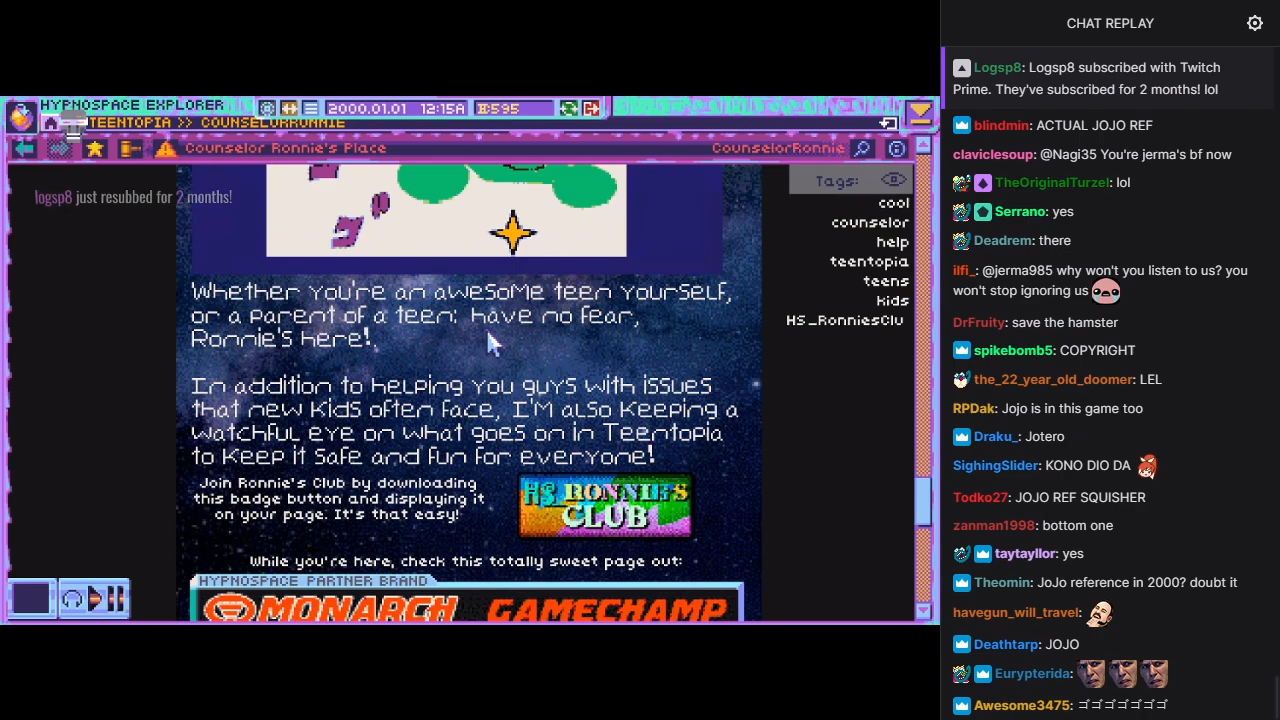 HYPNOSPACE EXPLORER
2000.01.01 12:15A
595
TEENTOPIA >> COUNSELORRONNIE
Counselor Ronnie's Place
CounselorRonnie
logsp8 just resubbed for 2 months!
Tags:
cool
counselor
help
teentopia
teens
kids
HS_RonniesClu
Whether you're an awesome teen yourself,
or a parent of a teen: have no fear,
Ronnie's here!
In addition to helping you guys with issues
that new kids often face, I'm also keeping a
watchful eye on what goes on in Teentopia
to keep it safe and fun for everyone!
Join Ronnie's Club by downloading
this badge button and displaying it
on your page. It's that easy!
HS_RONNIE'S
CLUB
While you're here, check this totally sweet page out:
HYPNOSPACE PARTNER BRAND
MONARCH GAMECHAMP
CHAT REPLAY
Logsp8: Logsp8 subscribed with Twitch
Prime. They've subscribed for 2 months! lol
blindmin: ACTUAL JOJO REF
claviclesoup: @Nagi35 You're jerma's bf now
TheOriginalTurzel: lol
Serrano: yes
Deadrem: there
ilfi_: @jerma985 why won't you listen to us? you
won't stop ignoring us
DrFruity: save the hamster
spikebomb5: COPYRIGHT
the_22_year_old_doomer: LEL
RPDak: Jojo is in this game too
Draku_: Jotero
SighingSlider: KONO DIO DA
Todko27: JOJO REF SQUISHER
zanman1998: bottom one
taytayllor: yes
Theomin: JoJo reference in 2000? doubt it
havegun_will_travel:
Deathtarp: JOJO
Eurypterida:
Awesome3475: ゴゴゴゴゴゴゴ